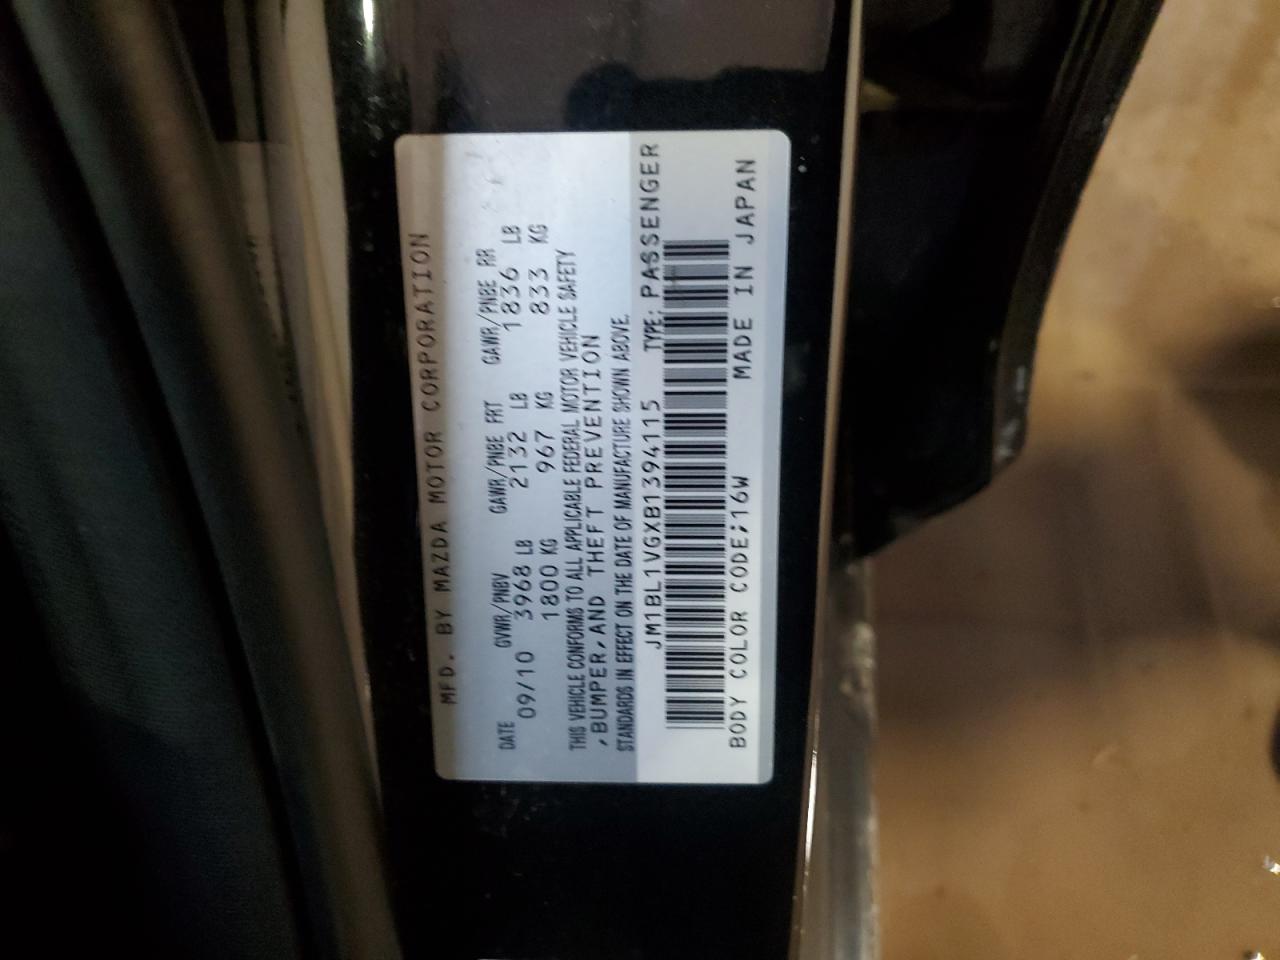 MFD. BY MAZDA MOTOR CORPORATION
DATE GVWR/PNBV GAWR/PNBE FRT GAWR/PNBE RR
09/10 3968 LB 2132 LB 1836 LB
1800 KG 967 KG 833 KG
THIS VEHICLE CONFORMS TO ALL APPLICABLE FEDERAL MOTOR VEHICLE SAFETY
,BUMPER,AND THEFT PREVENTION
STANDARDS IN EFFECT ON THE DATE OF MANUFACTURE SHOWN ABOVE.
JM1BL1VGXB1394115 TYPE: PASSENGER
BODY COLOR CODE;16W MADE IN JAPAN